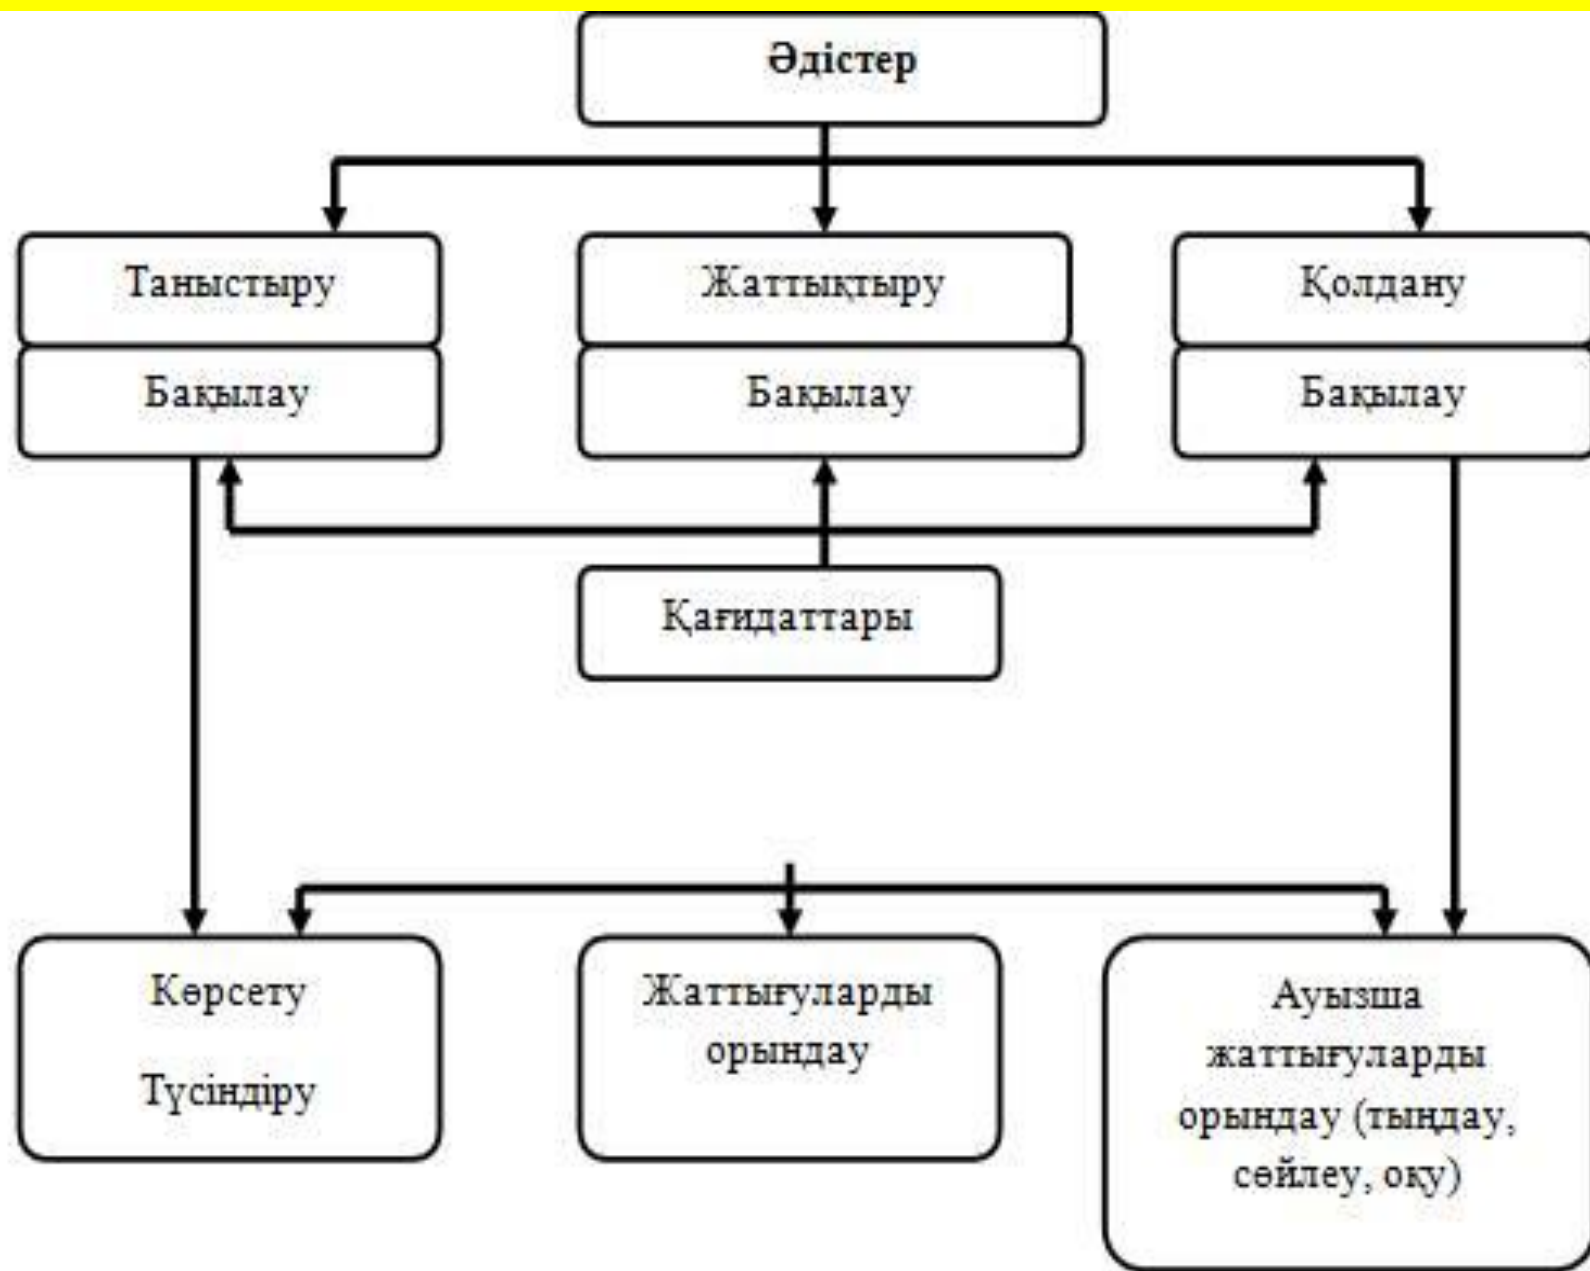 Әдістер
Таныстыру
Жаттықтыру
Қолдану
Бақылау
Бақылау
Бақылау
Қағидаттары
Көрсету
Түсіндіру
Жаттығуларды
орындау
Ауызша
жаттығуларды
орындау (тыңдау,
сөйлеу, оқу)